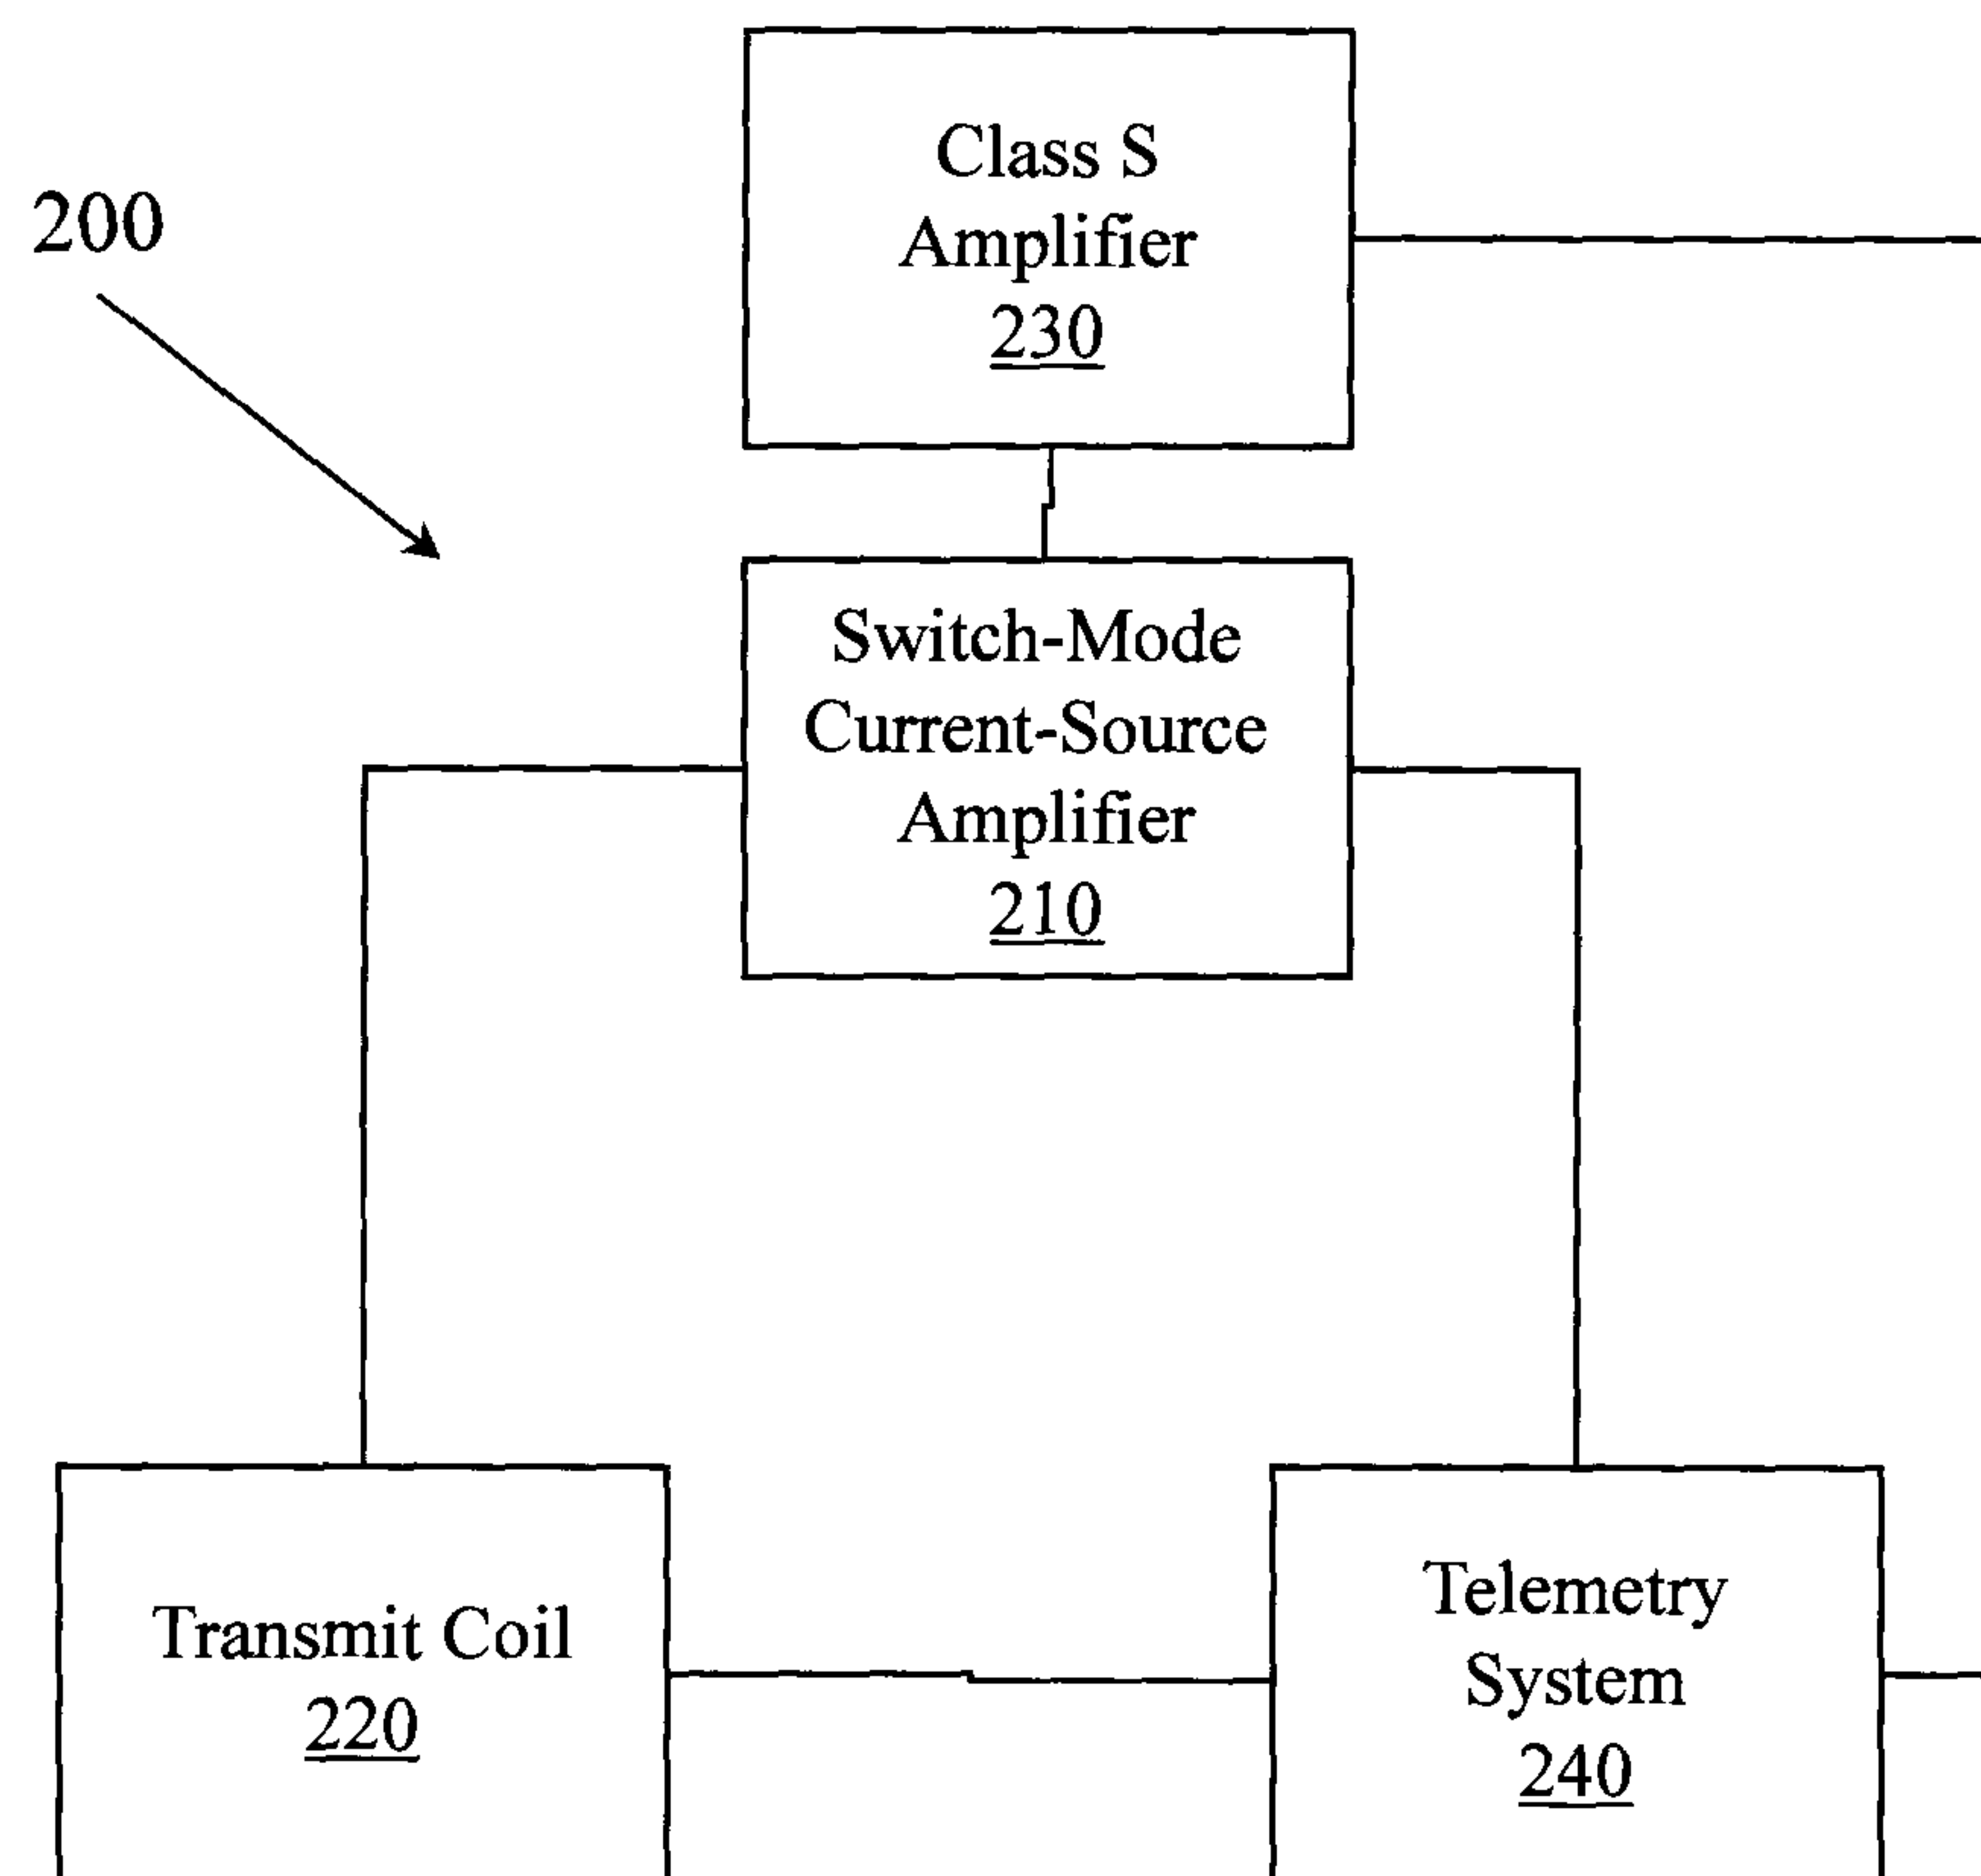 200
Class S
Amplifier
230
Switch-Mode
Current-Source
Amplifier
210
Transmit Coil
220
Telemetry
System
240